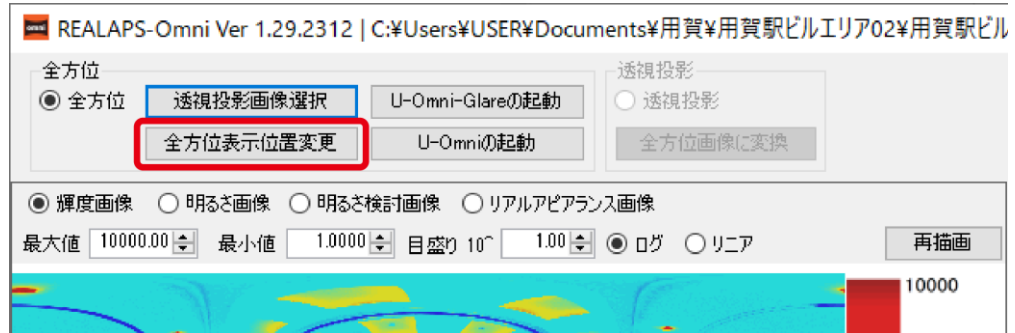 REALAPS-Omni Ver 1.29.2312 | C:¥Users¥USER¥Documents¥用賀¥用賀駅ビルエリア02¥用賀駅ビル
全方位
透視投影
全方位 透視投影画像選択 U-Omni-Glareの起動 透視投影
全方位表示位置変更 U-Omniの起動 全方位画像に変換
輝度画像 明るさ画像 明るさ検討画像 リアルアピアランス画像
最大値 10000.00 最小値 1.0000 目盛り 10^ 1.00 ログ リニア 再描画
10000